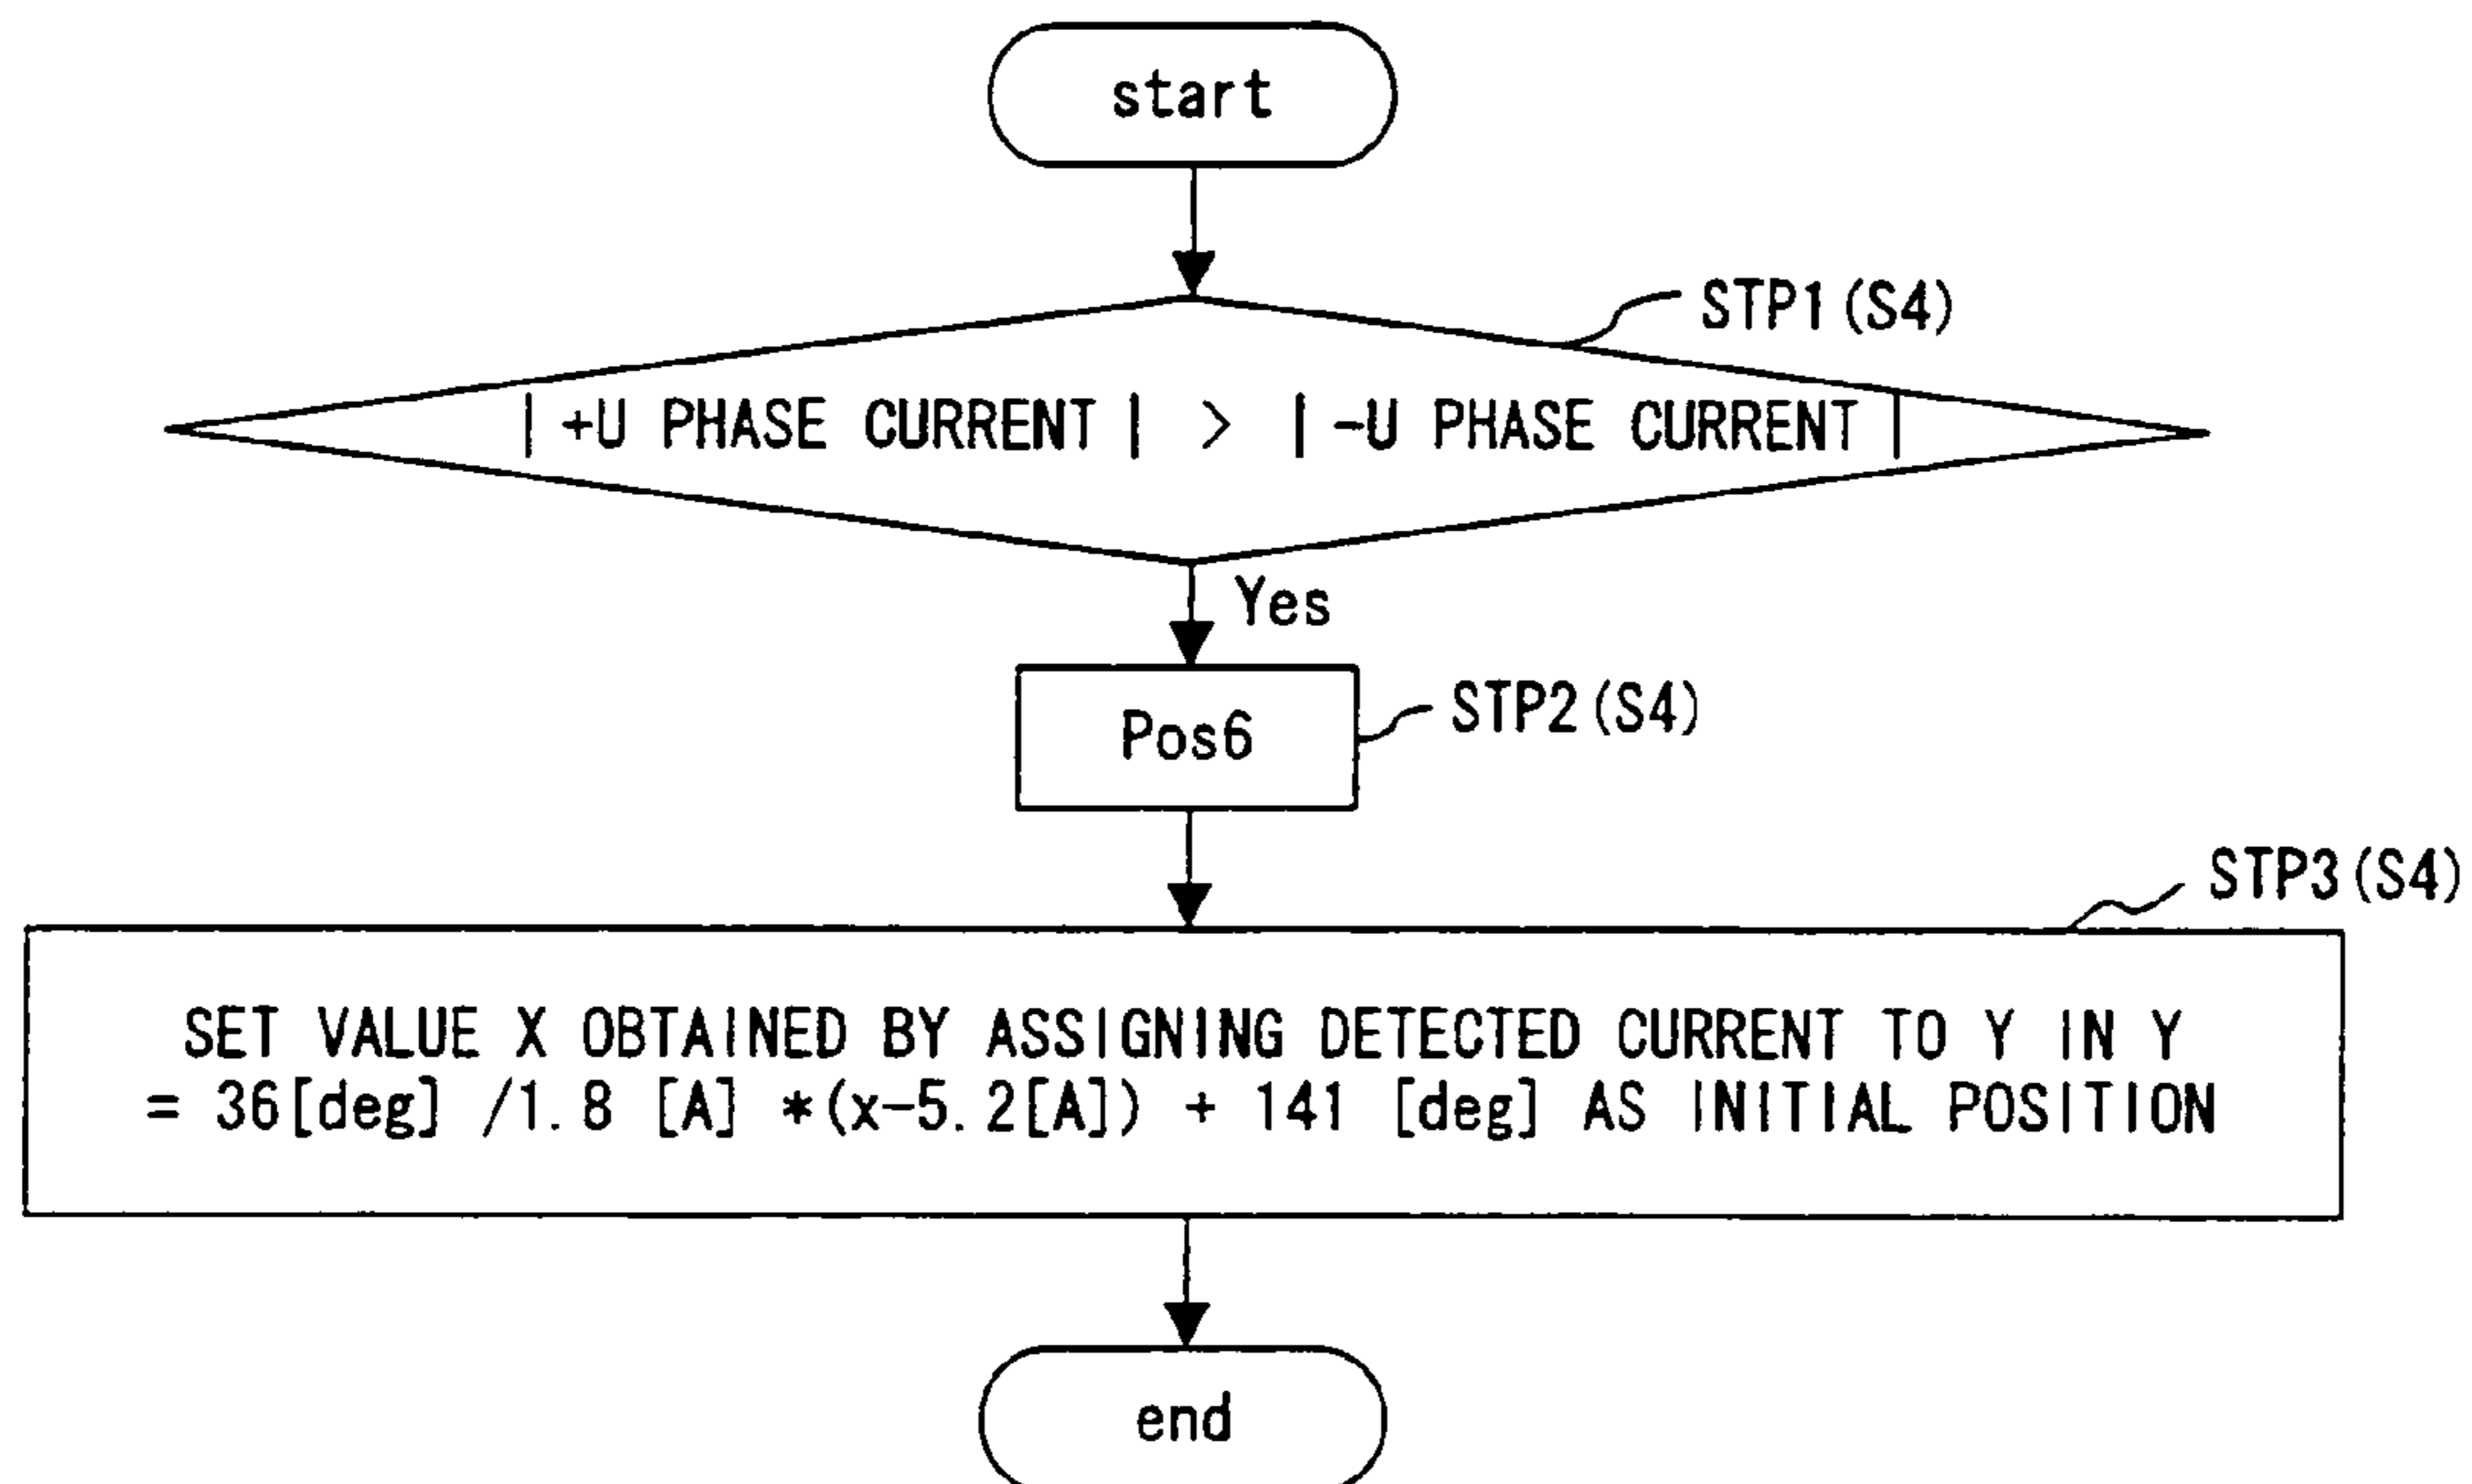 start
STP1(S4)
| +U PHASE CURRENT | > | -U PHASE CURRENT |
Yes
Pos6
STP2(S4)
STP3(S4)
SET VALUE X OBTAINED BY ASSIGNING DETECTED CURRENT TO Y IN Y
= 36[deg] /1.8 [A] *(x-5.2[A]) + 141 [deg] AS INITIAL POSITION
end